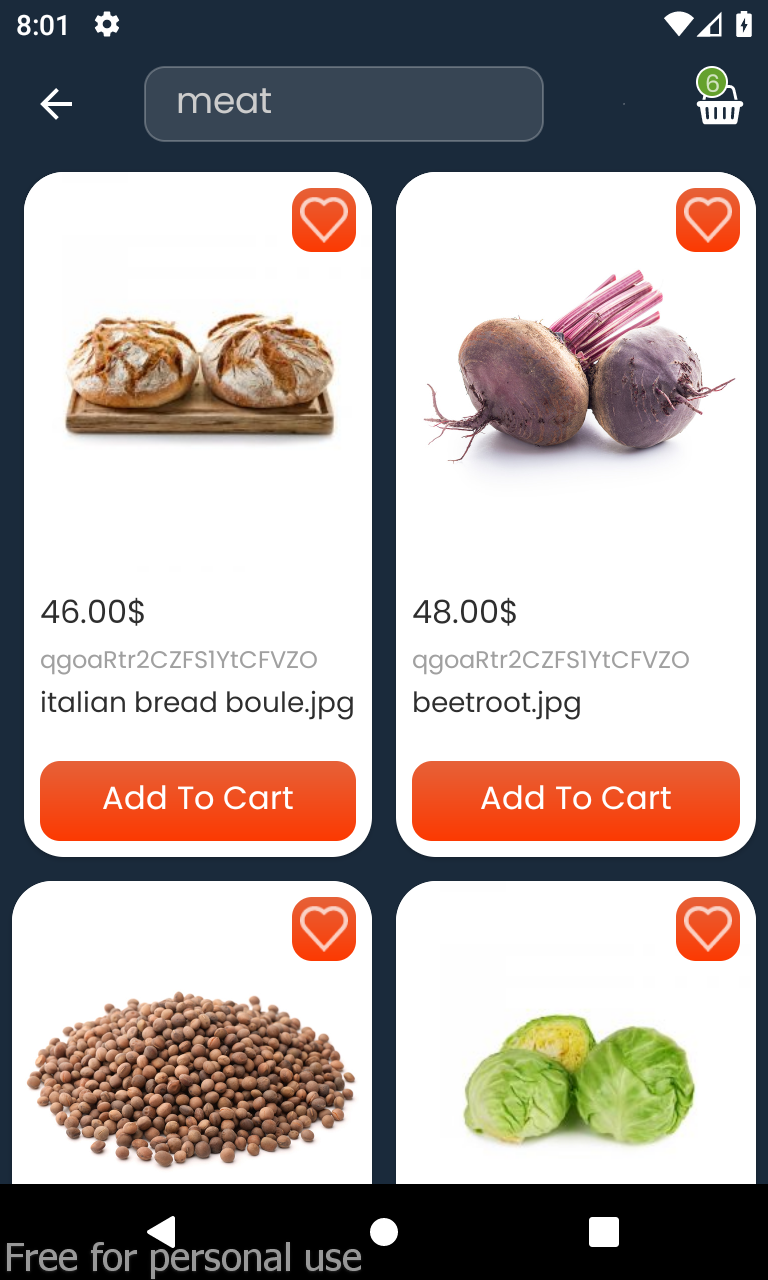 8:01
meat
6
46.00$
qgoaRtr2CZFS1YtCFVZO
italian bread boule.jpg
Add To Cart
48.00$
qgoaRtr2CZFS1YtCFVZO
beetroot.jpg
Add To Cart
Free for personal use